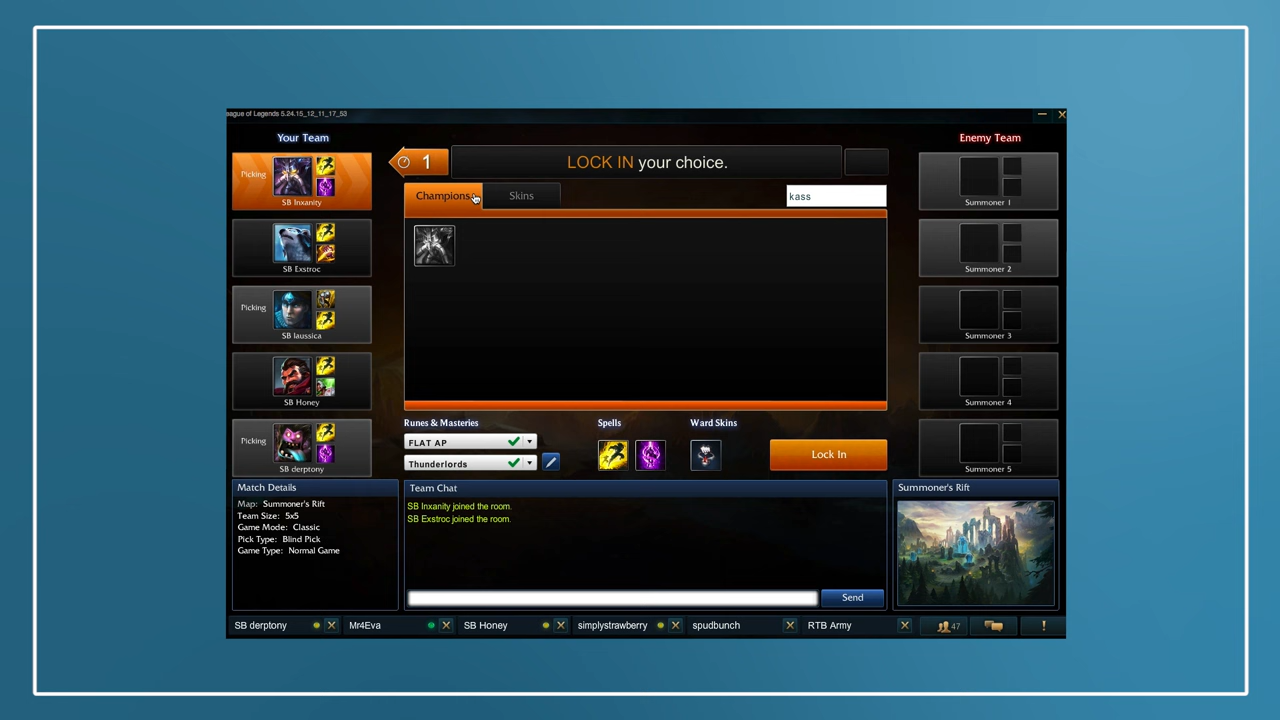 eague of Legends 5.24.15_12_11_17_53
Your Team
Enemy Team
1
LOCK IN your choice.
Picking
SB Inxanity
SB Exstroc
Picking
SB laussica
SB Honey
Picking
SB derptony
Champions
Skins
kass
Summoner 1
Summoner 2
Summoner 3
Summoner 4
Summoner 5
Runes & Masteries
FLAT AP
Thunderlords
Spells
Ward Skins
Lock In
Match Details
Map: Summoner's Rift
Team Size: 5x5
Game Mode: Classic
Pick Type: Blind Pick
Game Type: Normal Game
Team Chat
SB Inxanity joined the room.
SB Exstroc joined the room.
Send
Summoner's Rift
SB derptony
Mr4Eva
SB Honey
simplystrawberry
spudbunch
RTB Army
47
!